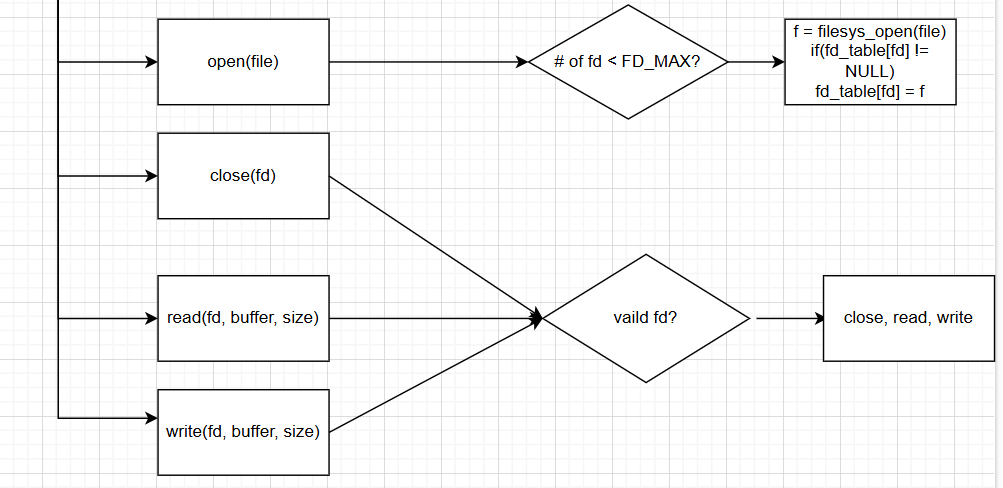 open(file)
# of fd < FD_MAX?
f = filesys_open(file)
if(fd_table[fd] !=
NULL)
fd_table[fd] = f
close(fd)
read(fd, buffer, size)
vaild fd?
close, read, write
write(fd, buffer, size)